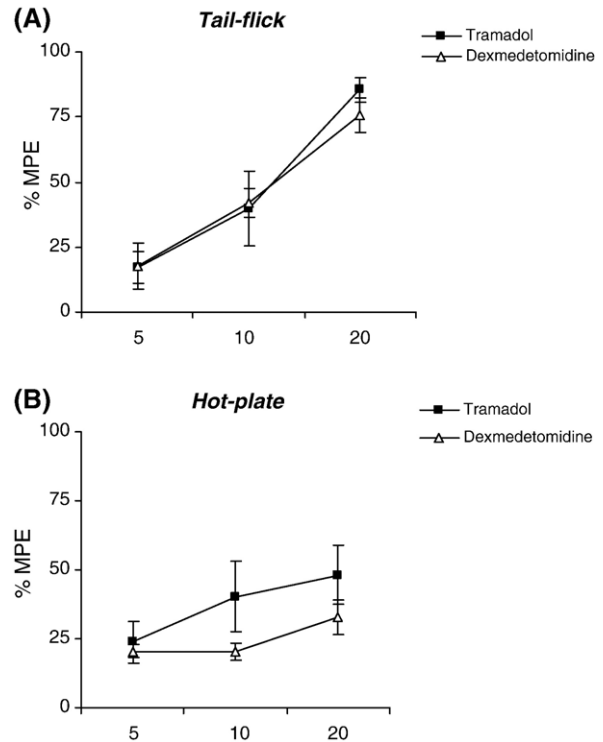 (A)
Tail-flick
Tramadol
Dexmedetomidine
100
75
50
25
0
% MPE
5 10 20
(B)
Hot-plate
Tramadol
Dexmedetomidine
100
75
50
25
0
% MPE
5 10 20